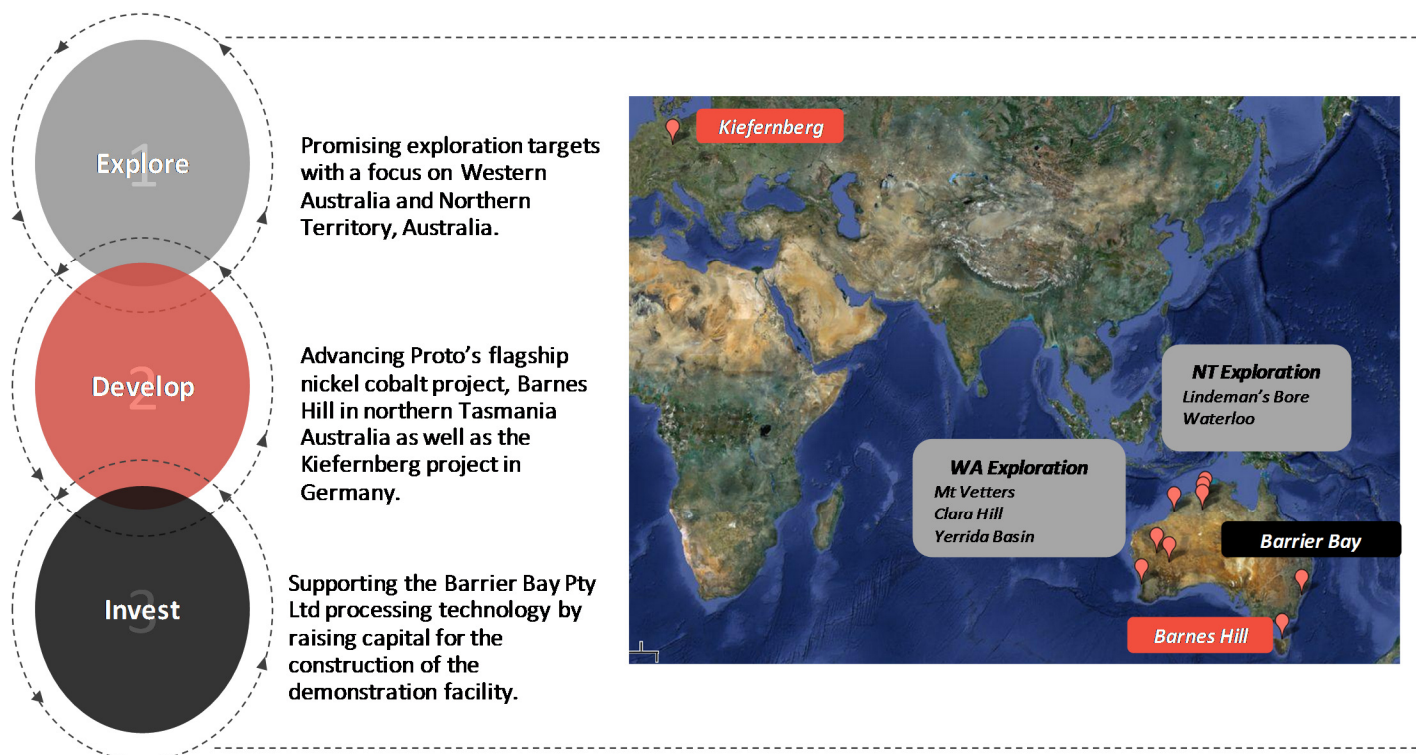 1
Explore
Promising exploration targets
with a focus on Western
Australia and Northern
Territory, Australia.
2
Develop
Advancing Proto’s flagship
nickel cobalt project, Barnes
Hill in northern Tasmania
Australia as well as the
Kiefernberg project in
Germany.
3
Invest
Supporting the Barrier Bay Pty
Ltd processing technology by
raising capital for the
construction of the
demonstration facility.
Kiefernberg
NT Exploration
Lindeman’s Bore
Waterloo
WA Exploration
Mt Vetters
Clara Hill
Yerrida Basin
Barrier Bay
Barnes Hill